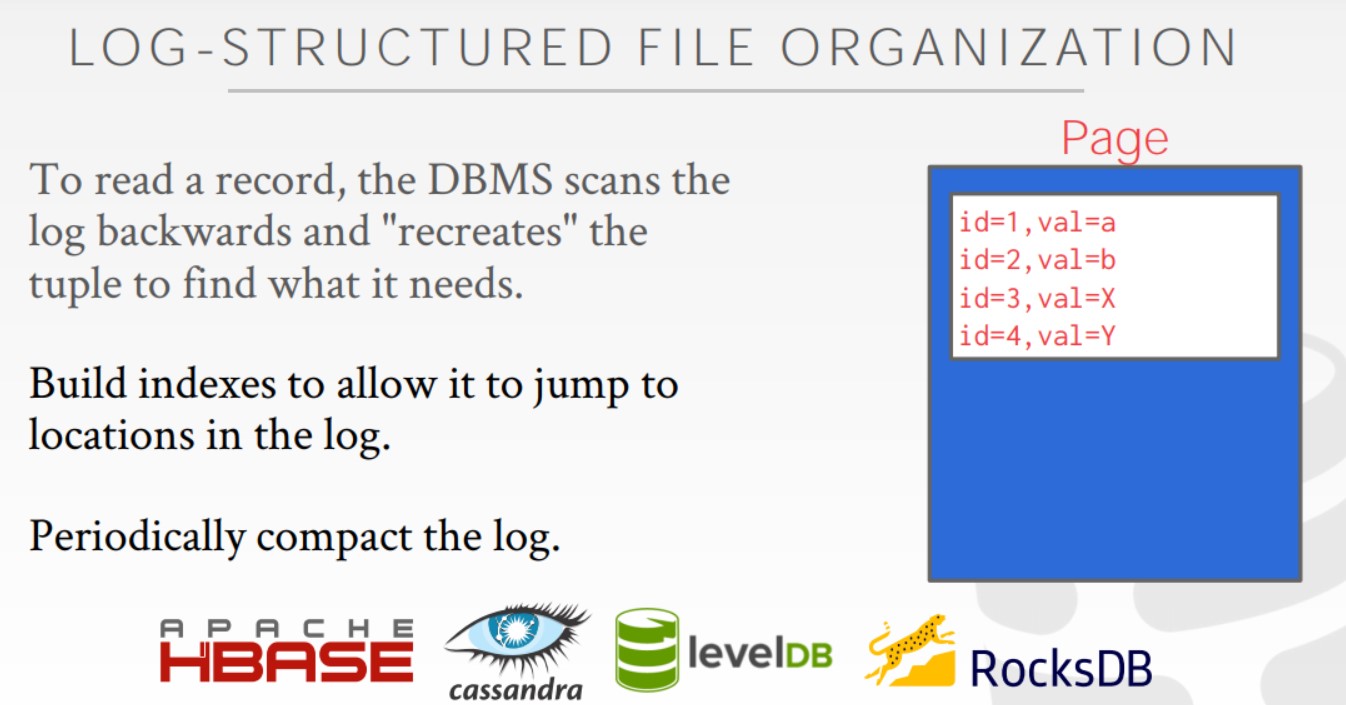 LOG-STRUCTURED FILE ORGANIZATION
To read a record, the DBMS scans the
log backwards and "recreates" the
tuple to find what it needs.
Build indexes to allow it to jump to
locations in the log.
Periodically compact the log.
Page
id=1,val=a
id=2,val=b
id=3,val=X
id=4,val=Y
APACHE
HBASE
cassandra
levelDB
RocksDB